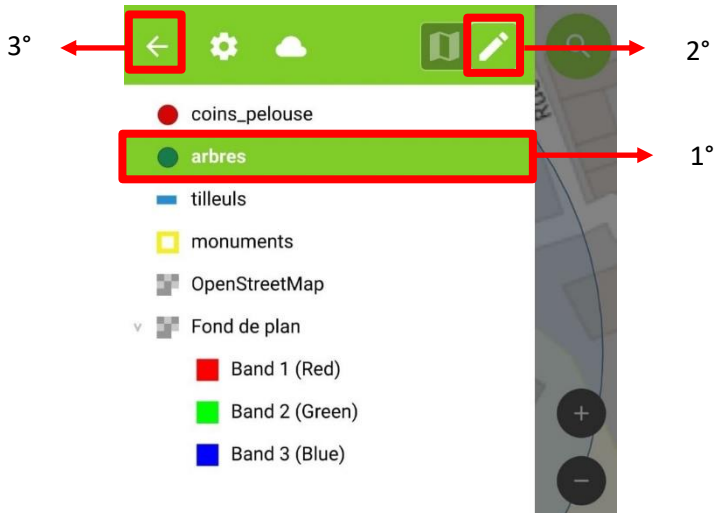 3°
2°
Rue
coins_pelouse
arbres
1°
tilleuls
monuments
OpenStreetMap
v Fond de plan
Band 1 (Red)
Band 2 (Green)
+
Band 3 (Blue)
−